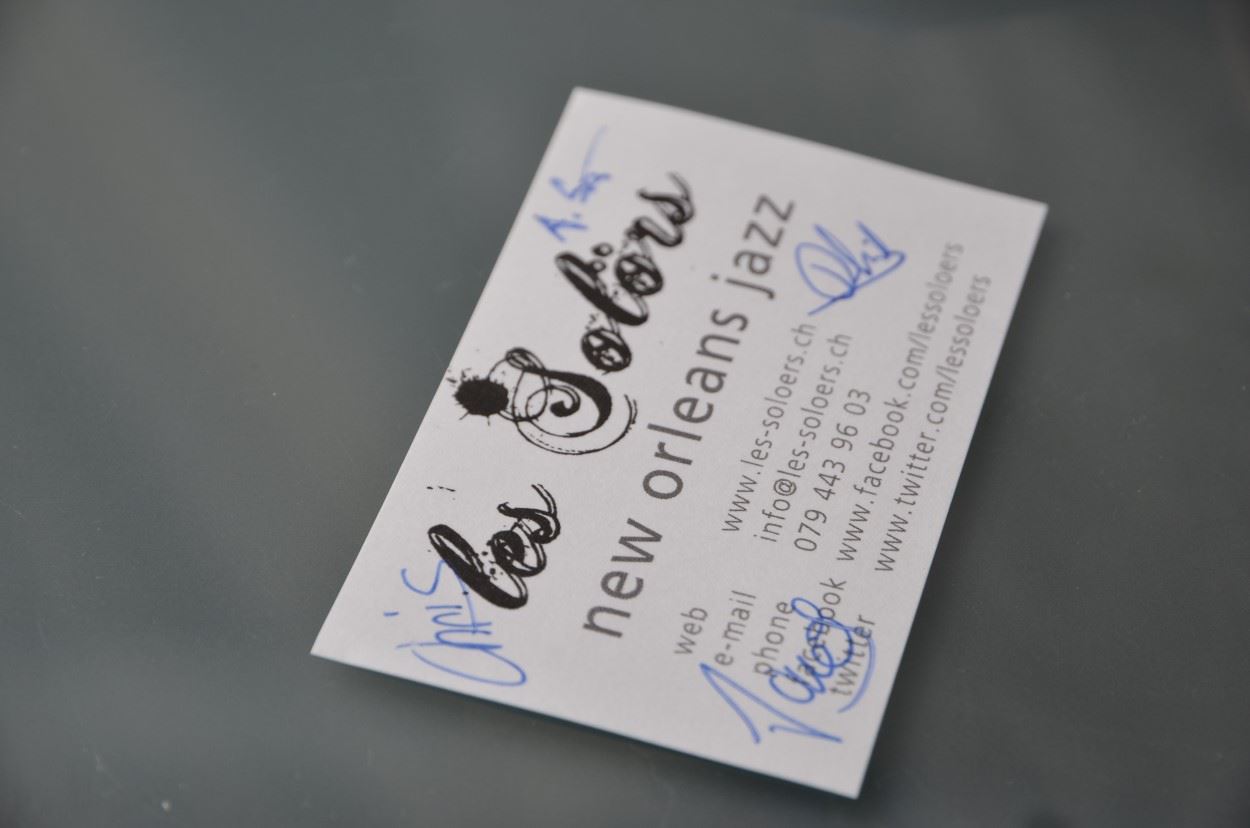 les Solörs
new orleans jazz
web www.les-soloers.ch
e-mail info@les-soloers.ch
phone 079 443 96 03
facebook www.facebook.com/lessoloers
twitter www.twitter.com/lessoloers
Chris